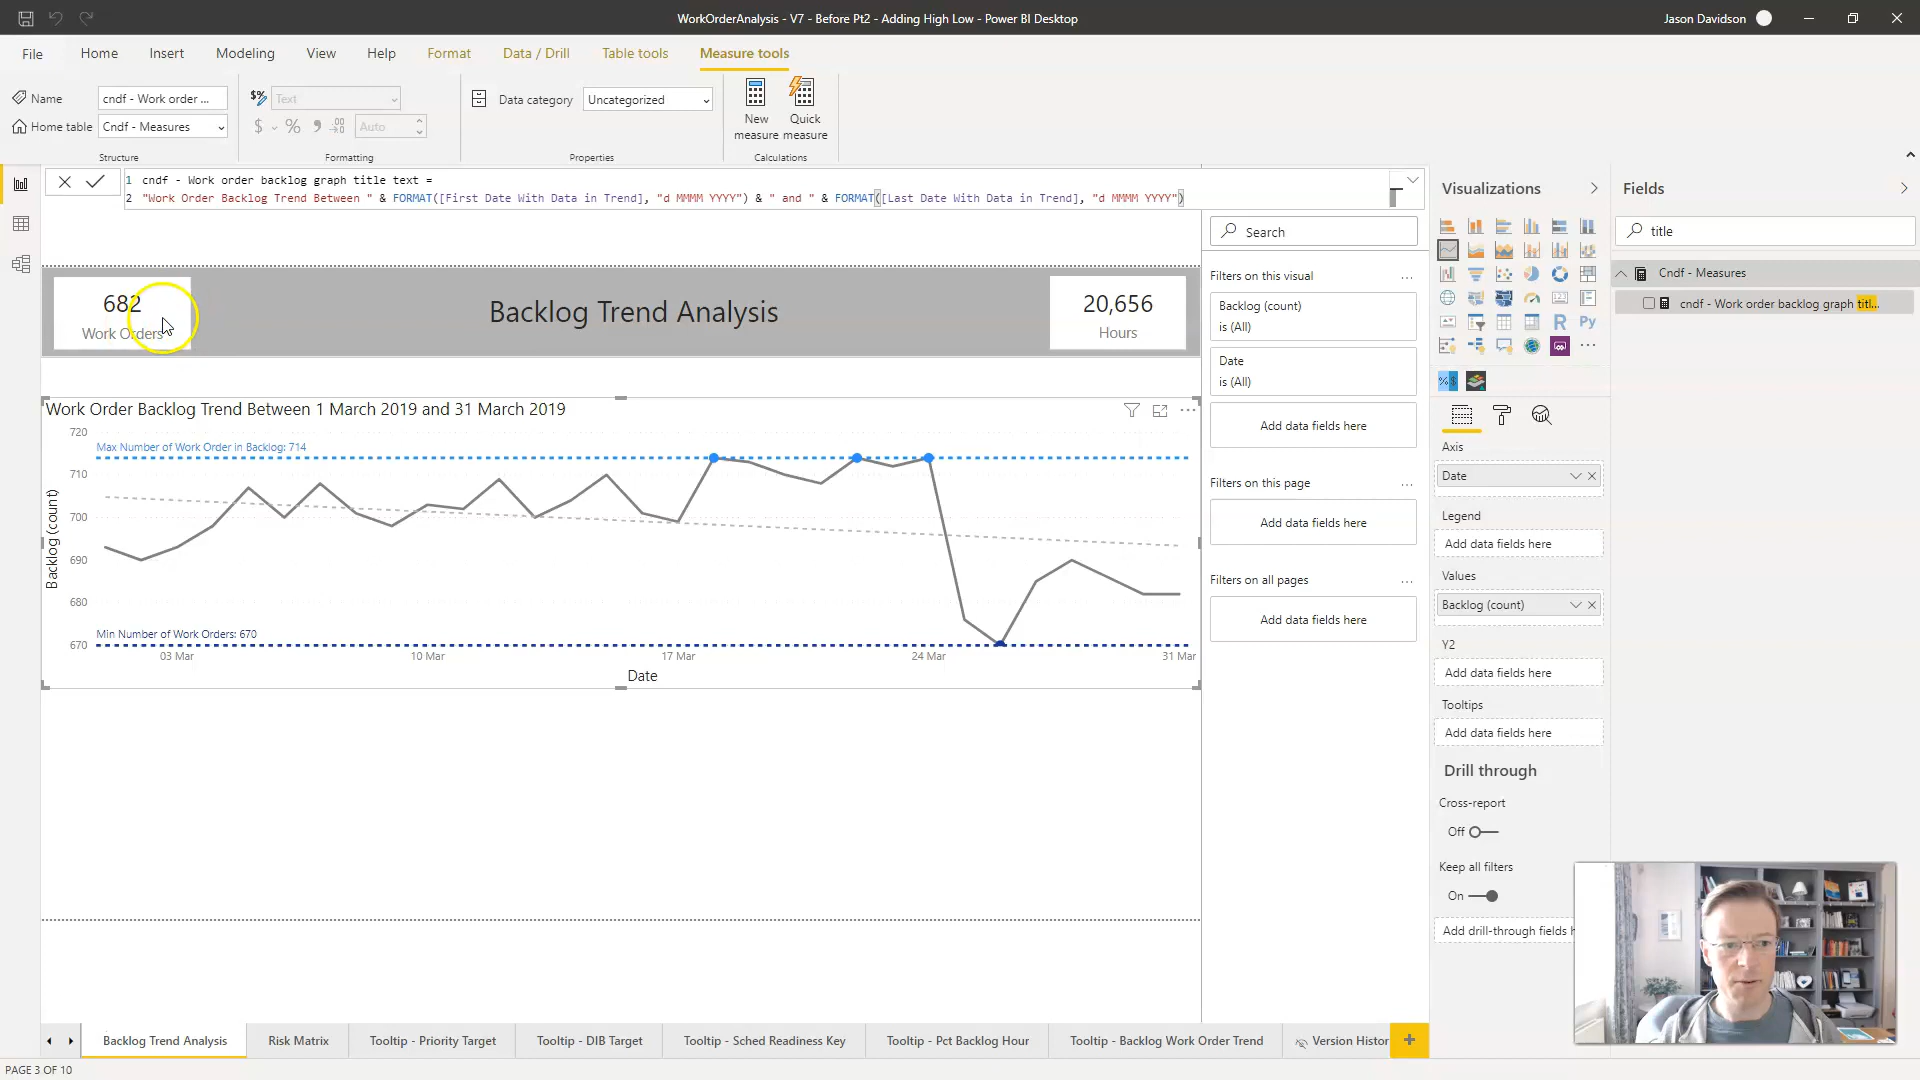 WorkOrderAnalysis - V7 - Before Pt2 - Adding High Low - Power BI Desktop
Jason Davidson
File
Home
Insert
Modeling
View
Help
Format
Data / Drill
Table tools
Measure tools
Name
cndf - Work order ...
Home table
Cndf - Measures
Structure
Text
$
%
Auto
Formatting
Data category
Uncategorized
Properties
New measure
Quick measure
Calculations
1 cndf - Work order backlog graph title text =
2 "Work Order Backlog Trend Between " & FORMAT([First Date With Data in Trend], "d MMMM YYYY") & " and " & FORMAT([Last Date With Data in Trend], "d MMMM YYYY")
682
Work Orders
Backlog Trend Analysis
20,656
Hours
Work Order Backlog Trend Between 1 March 2019 and 31 March 2019
720
Max Number of Work Order in Backlog: 714
710
700
690
680
Min Number of Work Orders: 670
670
Backlog (count)
03 Mar
10 Mar
17 Mar
24 Mar
31 Mar
Date
Search
Filters on this visual
...
Backlog (count)
is (All)
Date
is (All)
Add data fields here
Filters on this page
...
Add data fields here
Filters on all pages
...
Add data fields here
Visualizations
R
Py
...
Axis
Date
Legend
Add data fields here
Values
Backlog (count)
Y2
Add data fields here
Tooltips
Add data fields here
Drill through
Cross-report
Off
Keep all filters
On
Add drill-through fields
Fields
title
Cndf - Measures
cndf - Work order backlog graph titl...
Backlog Trend Analysis
Risk Matrix
Tooltip - Priority Target
Tooltip - DIB Target
Tooltip - Sched Readiness Key
Tooltip - Pct Backlog Hour
Tooltip - Backlog Work Order Trend
Version Histor
+
PAGE 3 OF 10